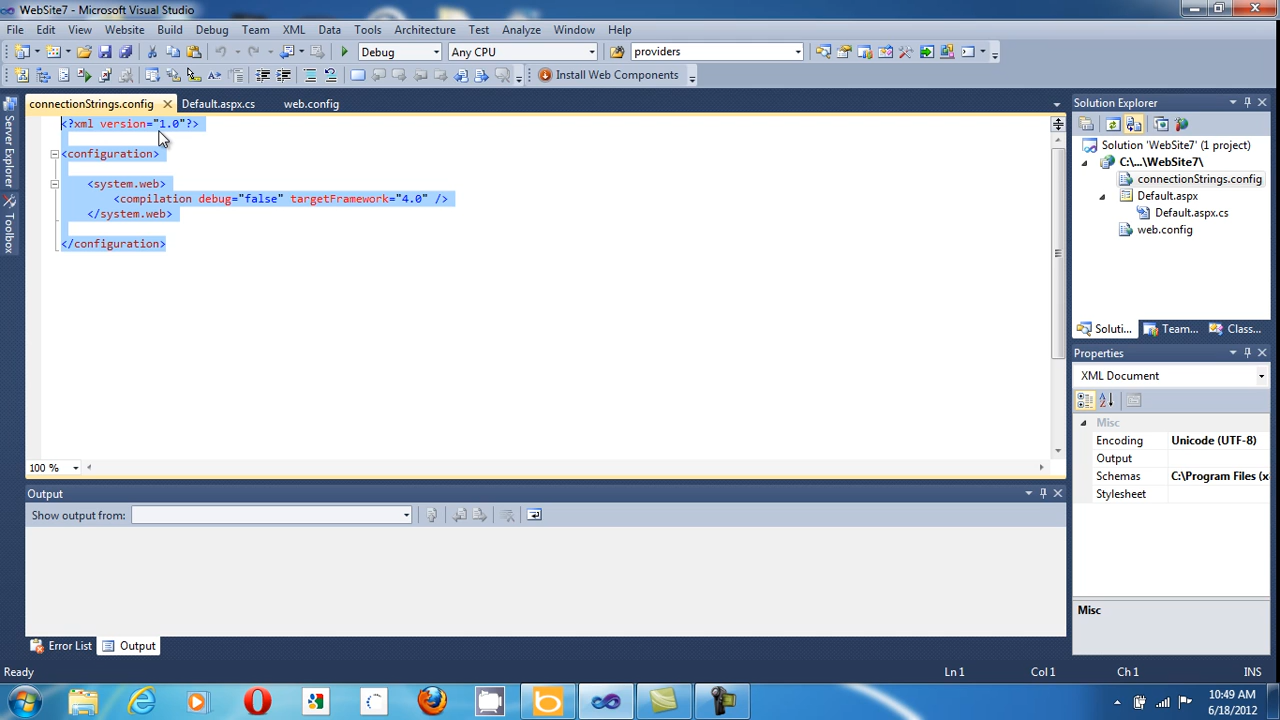 WebSite7 - Microsoft Visual Studio
File Edit View Website Build Debug Team XML Data Tools Architecture Test Analyze Window Help
Debug Any CPU providers
Install Web Components
connectionStrings.config Default.aspx.cs web.config
Server Explorer
Toolbox
<?xml version="1.0"?>
<configuration>
<system.web>
<compilation debug="false" targetFramework="4.0" />
</system.web>
</configuration>
100 %
Solution Explorer
Solution 'WebSite7' (1 project)
C:\...\WebSite7\
connectionStrings.config
Default.aspx
Default.aspx.cs
web.config
Soluti... Team... Class...
Properties
XML Document
Misc
Encoding Unicode (UTF-8)
Output
Schemas C:\Program Files (x
Stylesheet
Misc
Output
Show output from:
Error List Output
Ready Ln 1 Col 1 Ch 1 INS
10:49 AM
6/18/2012